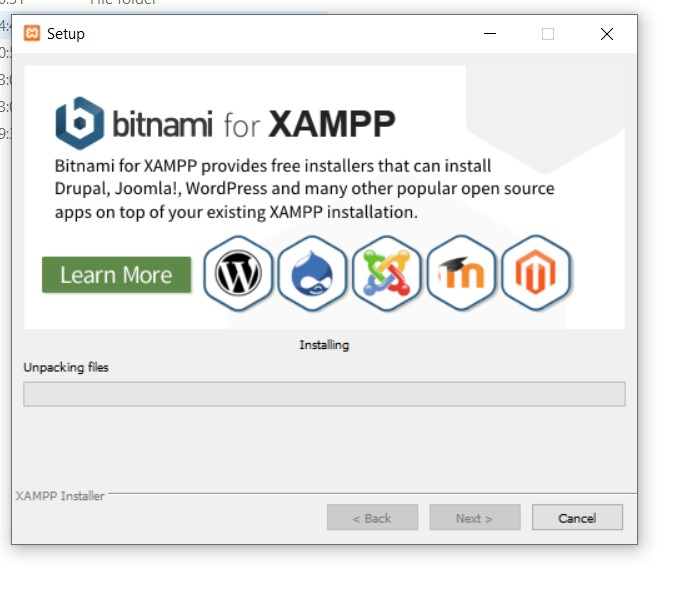 File folder
Setup
bitnami for XAMPP
Bitnami for XAMPP provides free installers that can install
Drupal, Joomla!, WordPress and many other popular open source
apps on top of your existing XAMPP installation.
Learn More
Installing
Unpacking files
XAMPP Installer
< Back Next > Cancel